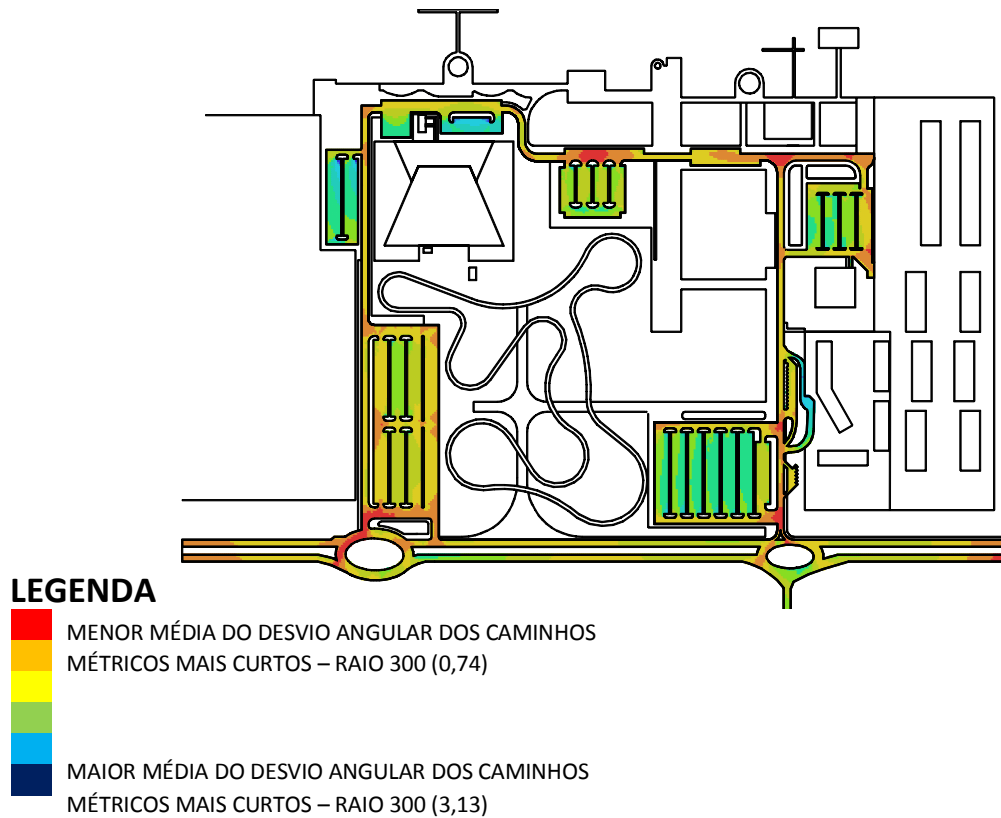 LEGENDA
MENOR MÉDIA DO DESVIO ANGULAR DOS CAMINHOS
MÉTRICOS MAIS CURTOS – RAIO 300 (0,74)
MAIOR MÉDIA DO DESVIO ANGULAR DOS CAMINHOS
MÉTRICOS MAIS CURTOS – RAIO 300 (3,13)